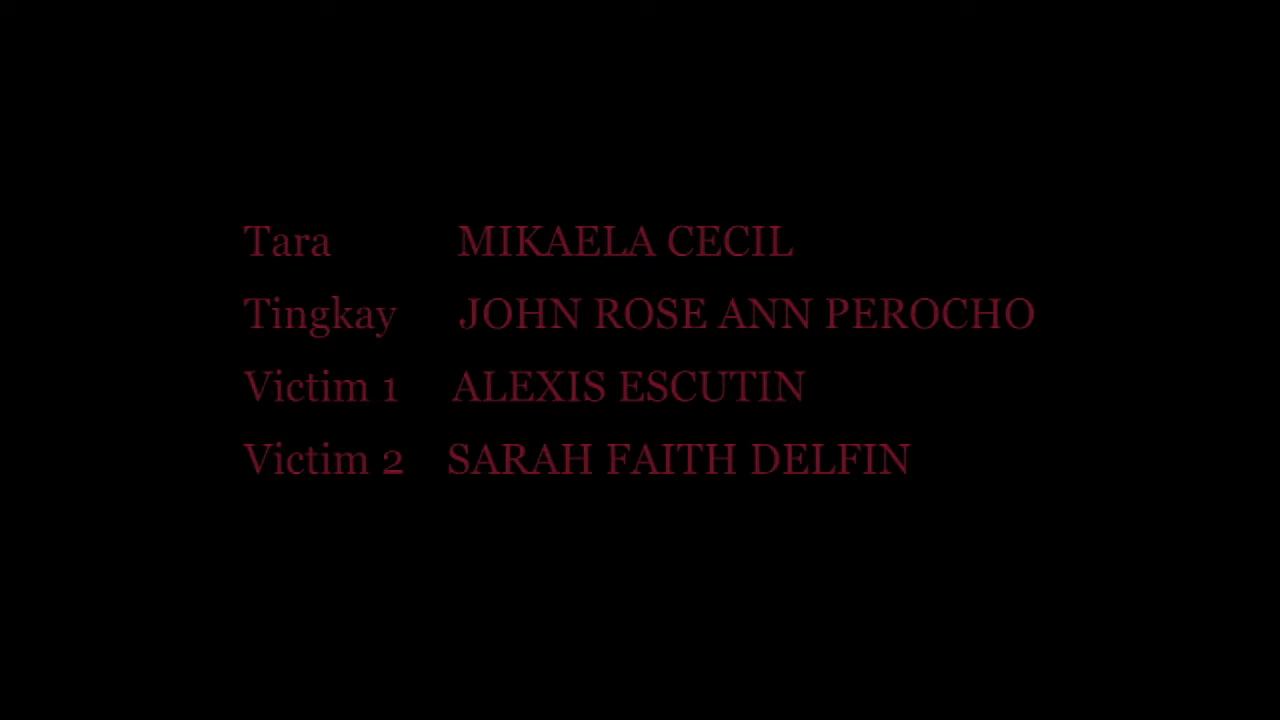 Tara MIKAELA CECIL
Tingkay JOHN ROSE ANN PEROCHO
Victim 1 ALEXIS ESCUTIN
Victim 2 SARAH FAITH DELFIN